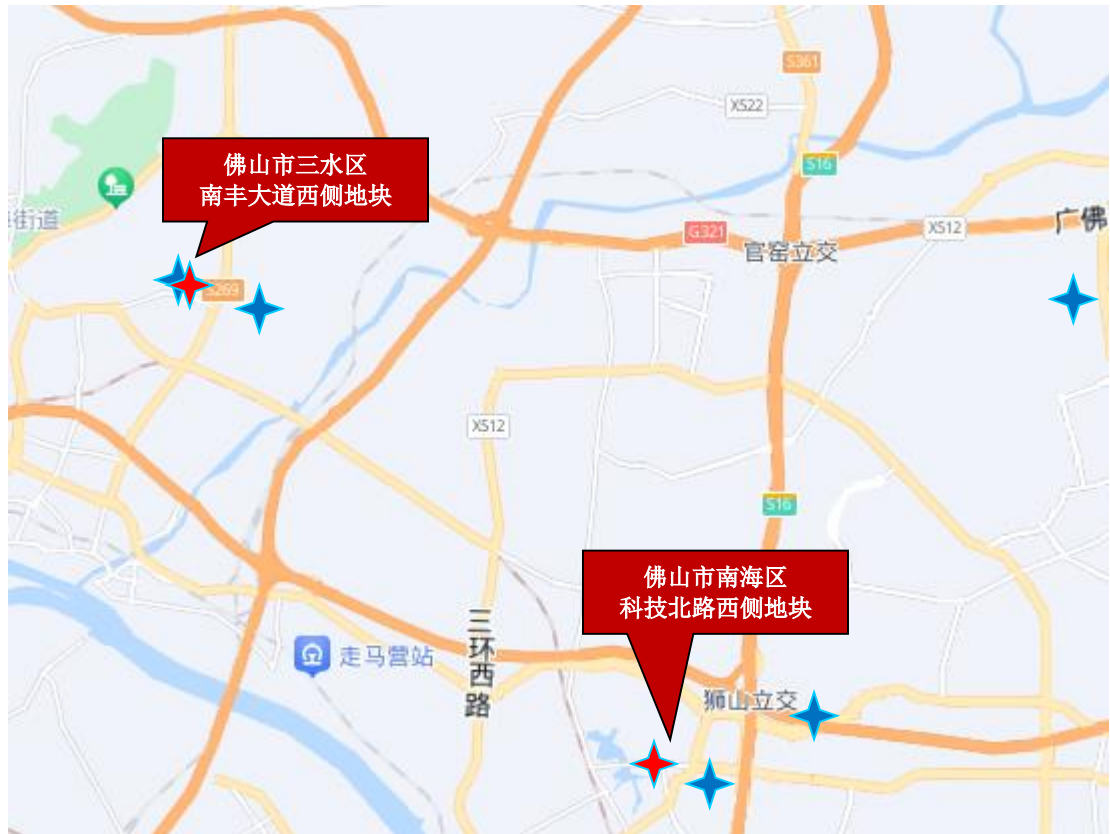 S361
X522
S16
佛山市三水区
南丰大道西侧地块
街道
G321
X512
广佛
官窑立交
S269
X512
S16
佛山市南海区
科技北路西侧地块
三环西路
走马营站
狮山立交